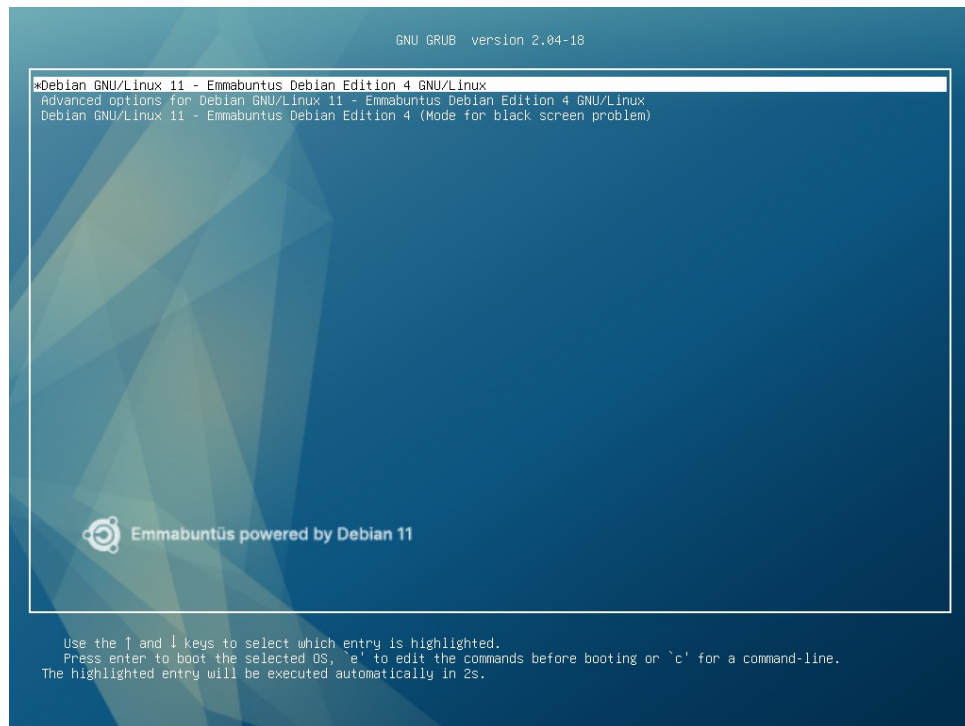 GNU GRUB  version 2.04-18
*Debian GNU/Linux 11 - Emmabuntus Debian Edition 4 GNU/Linux
Advanced options for Debian GNU/Linux 11 - Emmabuntus Debian Edition 4 GNU/Linux
Debian GNU/Linux 11 - Emmabuntus Debian Edition 4 (Mode for black screen problem)
Emmabuntüs powered by Debian 11
Use the ↑ and ↓ keys to select which entry is highlighted.
Press enter to boot the selected OS, `e' to edit the commands before booting or `c' for a command-line.
The highlighted entry will be executed automatically in 2s.